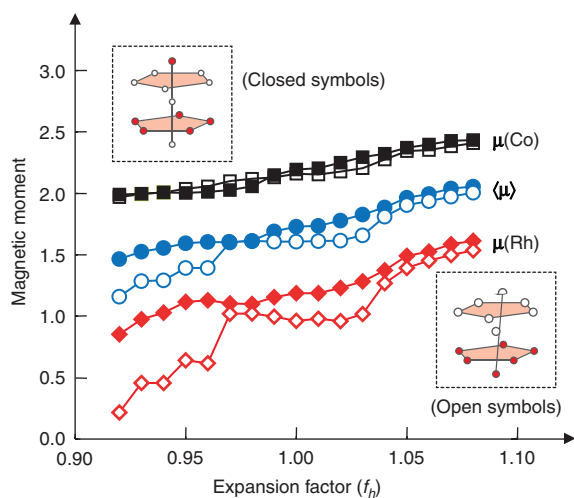 3.0
2.5
2.0
1.5
1.0
0.5
0.0
Magnetic moment
(Closed symbols)
μ(Co)
⟨μ⟩
μ(Rh)
(Open symbols)
0.90
0.95
1.00
1.05
1.10
Expansion factor (fh)